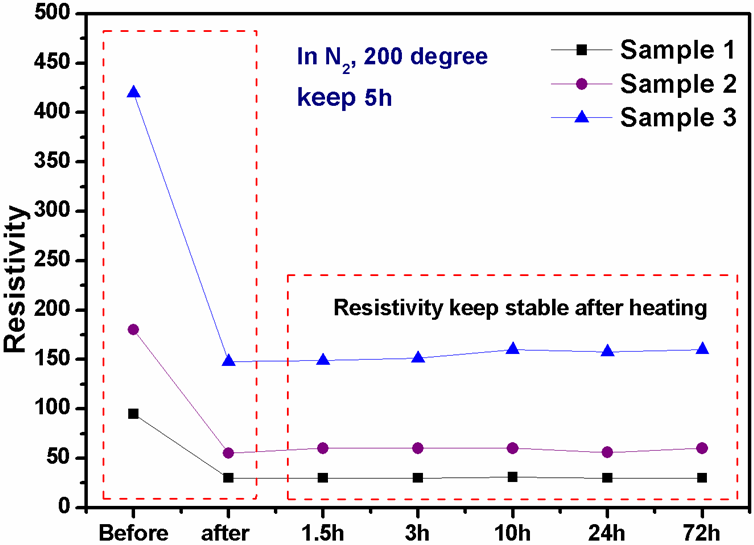 In N2, 200 degree
keep 5h
Sample 1
Sample 2
Sample 3
Resistivity keep stable after heating
Resistivity
500
450
400
350
300
250
200
150
100
50
0
Before after 1.5h 3h 10h 24h 72h